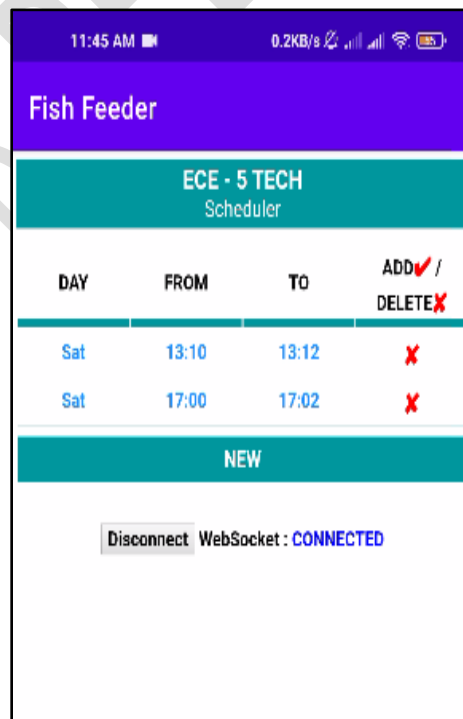 11:45 AM 0.2KB/s
Fish Feeder
ECE - 5 TECH
Scheduler
DAY FROM TO ADD✔ / DELETE✘
Sat 13:10 13:12 ✘
Sat 17:00 17:02 ✘
NEW
Disconnect WebSocket : CONNECTED